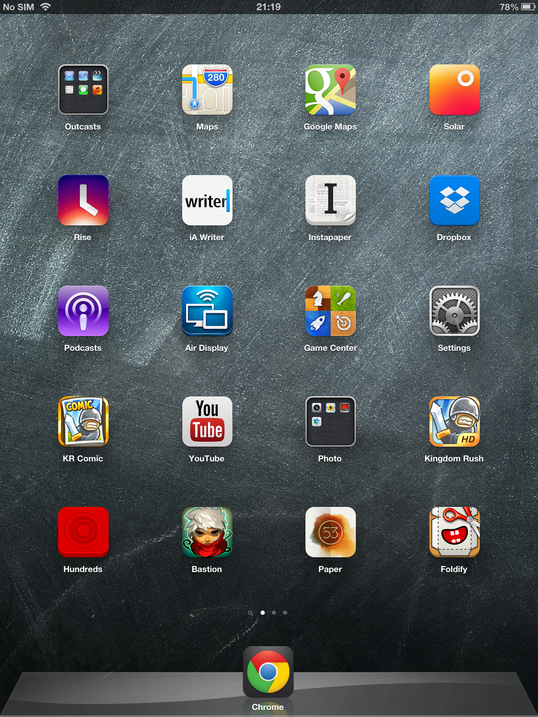 No SIM 21:19 78%
280
Outcasts Maps Google Maps Solar
writer I
Rise iA Writer Instapaper Dropbox
Podcasts Air Display Game Center Settings
COMIC You Tube HD
KR Comic YouTube Photo Kingdom Rush
53
Hundreds Bastion Paper Foldify
Chrome